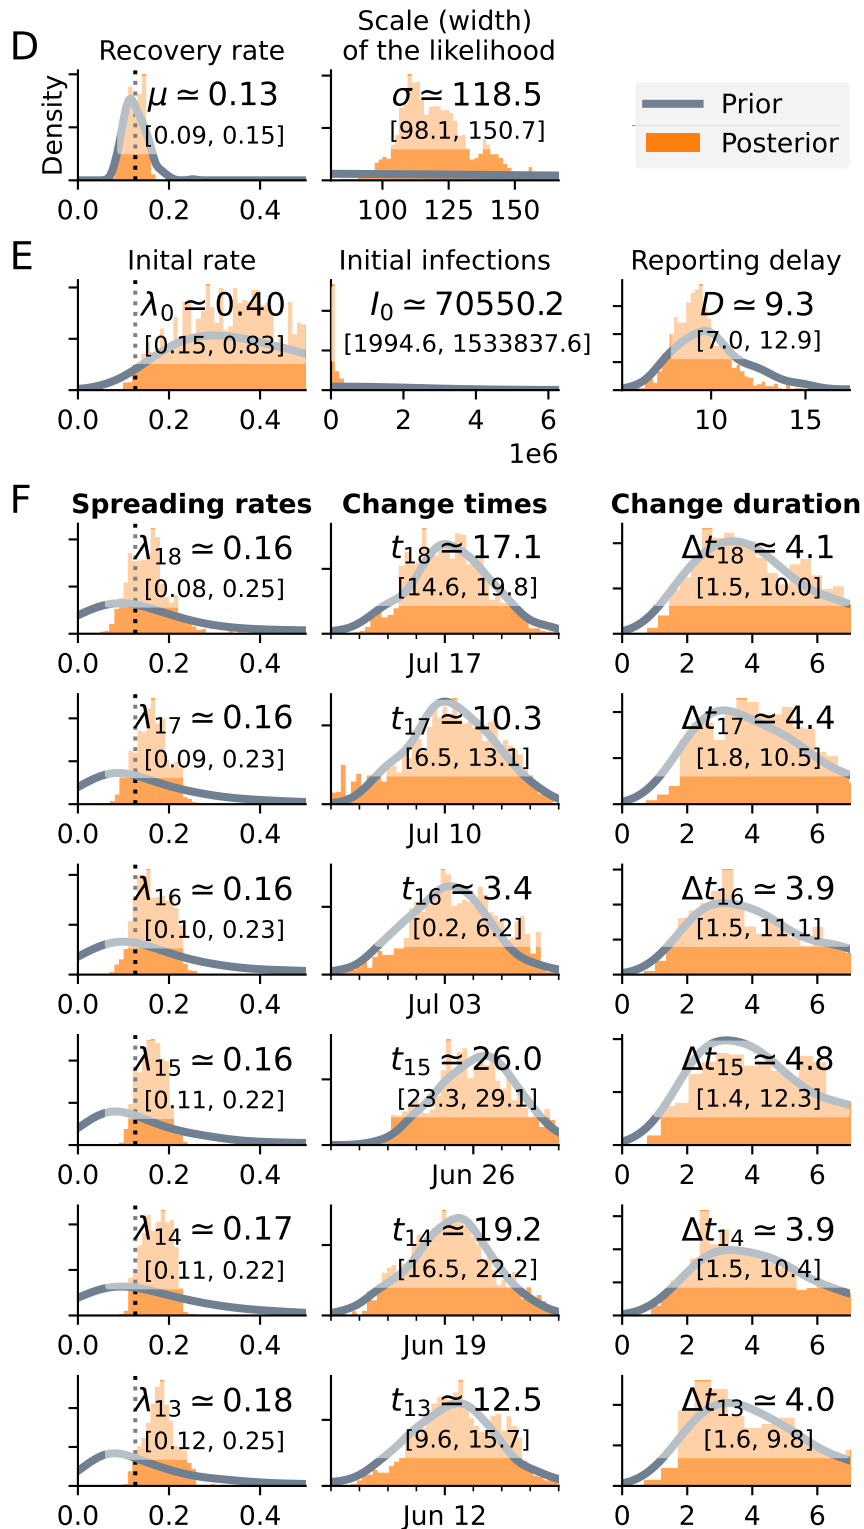 D
Recovery rate
Scale (width)
of the likelihood
Density
μ ≃ 0.13
[0.09, 0.15]
0.0 0.2 0.4
σ ≃ 118.5
[98.1, 150.7]
100 125 150
Prior
Posterior
E
Inital rate
λ0 ≃ 0.40
[0.15, 0.83]
0.0 0.2 0.4
Initial infections
I0 ≃ 70550.2
[1994.6, 1533837.6]
0 2 4 6
1e6
Reporting delay
D ≃ 9.3
[7.0, 12.9]
10 15
F
Spreading rates Change times Change duration
λ18 ≃ 0.16
[0.08, 0.25]
0.0 0.2 0.4
t18 ≃ 17.1
[14.6, 19.8]
Jul 17
Δt18 ≃ 4.1
[1.5, 10.0]
0 2 4 6
λ17 ≃ 0.16
[0.09, 0.23]
0.0 0.2 0.4
t17 ≃ 10.3
[6.5, 13.1]
Jul 10
Δt17 ≃ 4.4
[1.8, 10.5]
0 2 4 6
λ16 ≃ 0.16
[0.10, 0.23]
0.0 0.2 0.4
t16 ≃ 3.4
[0.2, 6.2]
Jul 03
Δt16 ≃ 3.9
[1.5, 11.1]
0 2 4 6
λ15 ≃ 0.16
[0.11, 0.22]
0.0 0.2 0.4
t15 ≃ 26.0
[23.3, 29.1]
Jun 26
Δt15 ≃ 4.8
[1.4, 12.3]
0 2 4 6
λ14 ≃ 0.17
[0.11, 0.22]
0.0 0.2 0.4
t14 ≃ 19.2
[16.5, 22.2]
Jun 19
Δt14 ≃ 3.9
[1.5, 10.4]
0 2 4 6
λ13 ≃ 0.18
[0.12, 0.25]
0.0 0.2 0.4
t13 ≃ 12.5
[9.6, 15.7]
Jun 12
Δt13 ≃ 4.0
[1.6, 9.8]
0 2 4 6